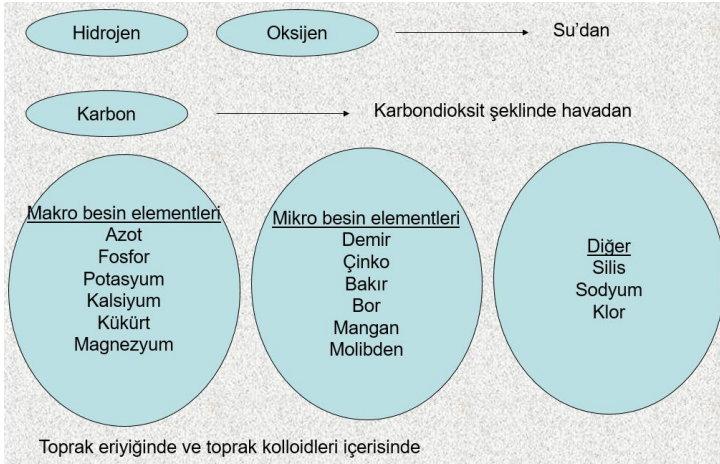 Hidrojen
Oksijen
Su’dan
Karbon
Karbondioksit şeklinde havadan
Makro besin elementleri
Azot
Fosfor
Potasyum
Kalsiyum
Kükürt
Magnezyum
Mikro besin elementleri
Demir
Çinko
Bakır
Bor
Mangan
Molibden
Diğer
Silis
Sodyum
Klor
Toprak eriyiğinde ve toprak kolloidleri içerisinde